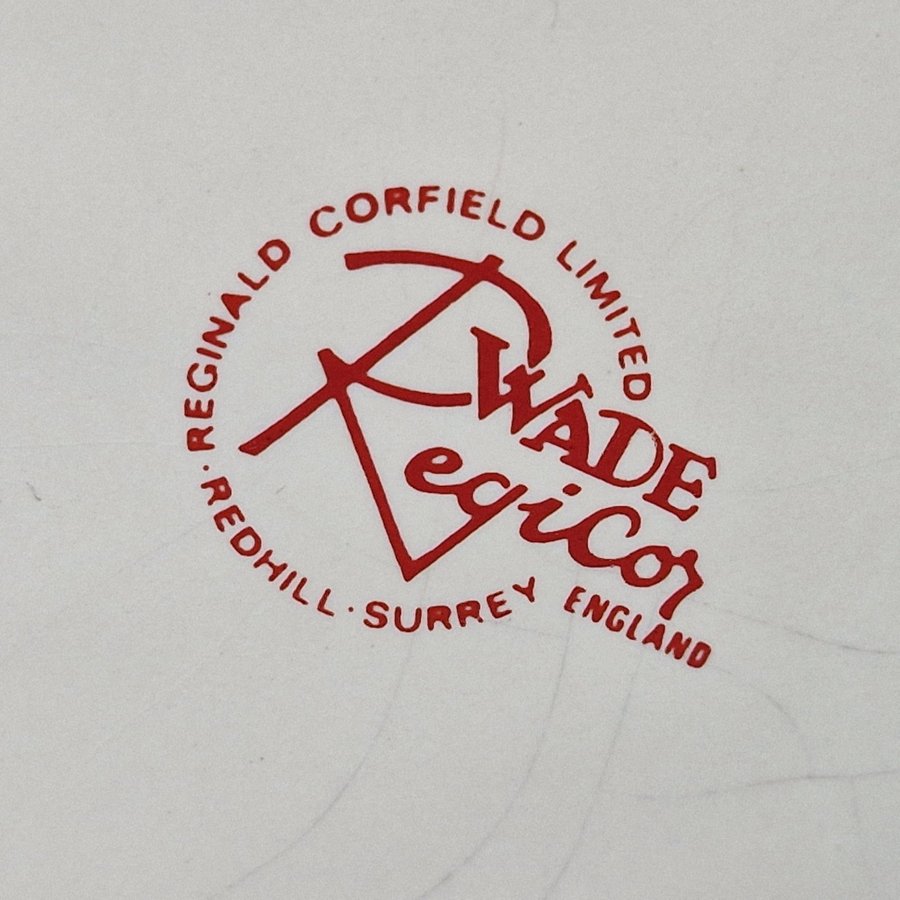 REGINALD CORFIELD LIMITED
WADE
RegiCor
REDHILL · SURREY ENGLAND